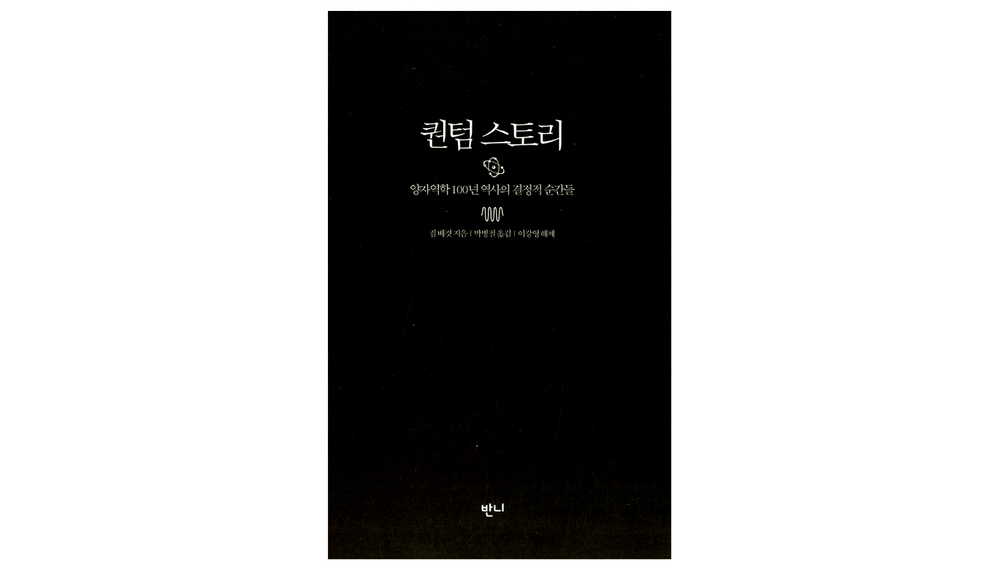 퀀텀 스토리
양자역학 100년 역사의 결정적 순간들
짐 배것 지음 | 박병철 옮김 | 이강영 해제
반니